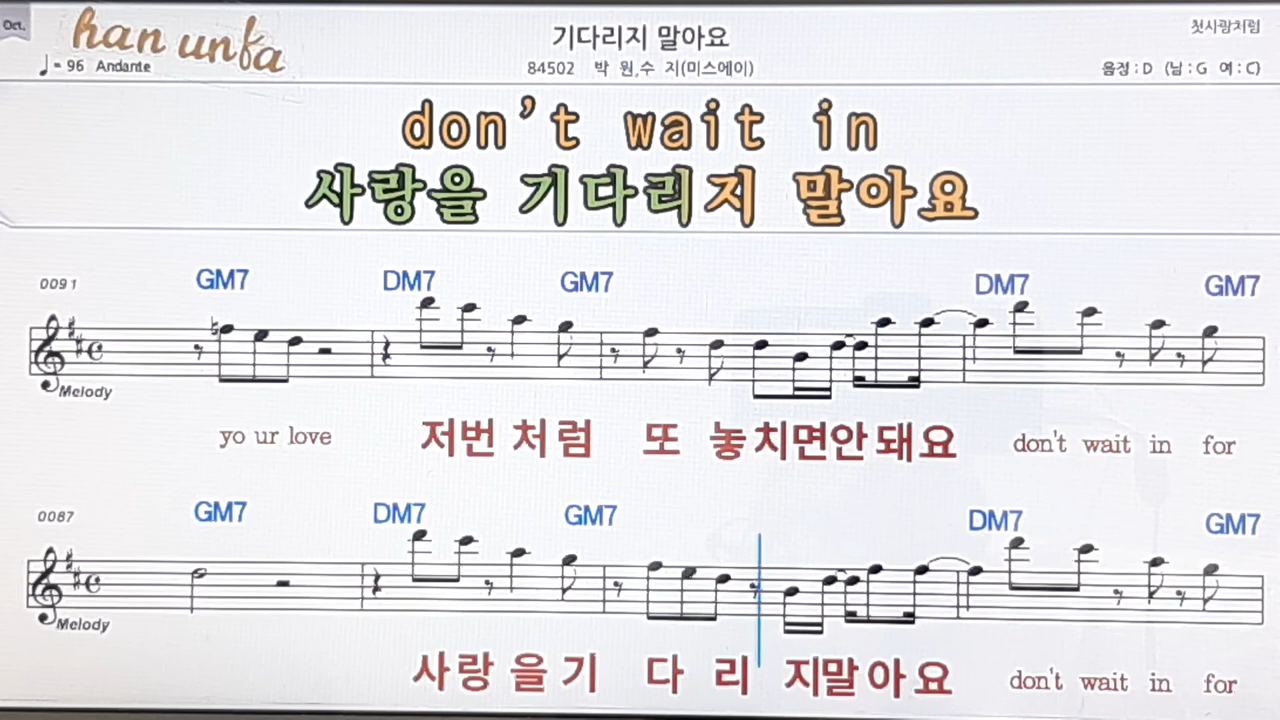 Oct.
han unfa
♩= 96 Andante
기다리지 말아요
84502 박 원,수 지(미스에이)
첫사랑처럼
음정 : D (남 : G 여 : C)
don't wait in
사랑을 기다리지 말아요
0091 GM7 DM7 GM7 DM7 GM7
Melody
yo ur love 저번 처럼 또 놓치면안돼요 don't wait in for
0087 GM7 DM7 GM7 DM7 GM7
Melody
사랑 을기 다 리 지말아요 don't wait in for